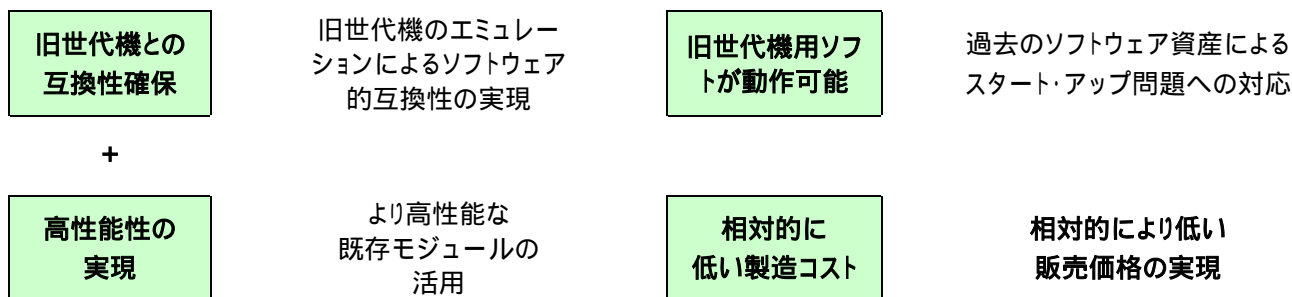 旧世代機との
互換性確保
旧世代機のエミュレー
ションによるソフトウェア
的互換性の実現
旧世代機用ソフ
トが動作可能
過去のソフトウェア資産による
スタート・アップ問題への対応
+
高性能性の
実現
より高性能な
既存モジュールの
活用
相対的に
低い製造コスト
相対的により低い
販売価格の実現